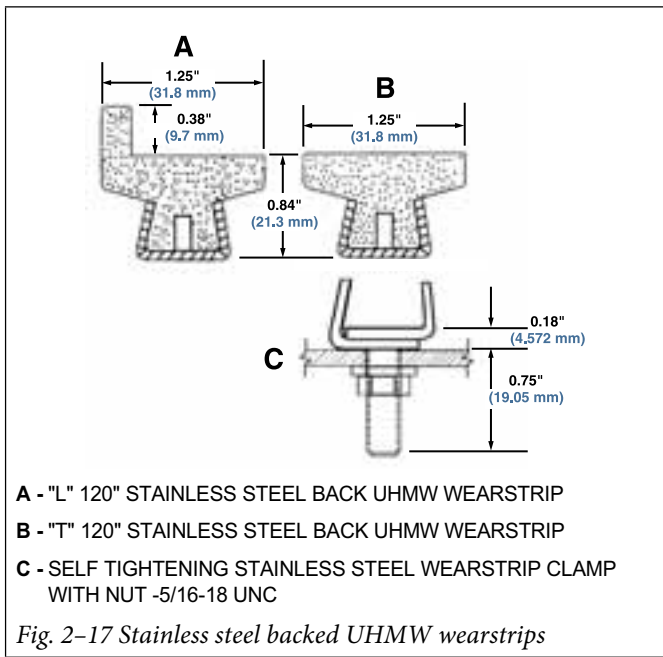 A
1.25"
(31.8 mm)
0.38"
(9.7 mm)
B
1.25"
(31.8 mm)
0.84"
(21.3 mm)
C
0.18"
(4.572 mm)
0.75"
(19.05 mm)
A - "L" 120" STAINLESS STEEL BACK UHMW WEARSTRIP
B - "T" 120" STAINLESS STEEL BACK UHMW WEARSTRIP
C - SELF TIGHTENING STAINLESS STEEL WEARSTRIP CLAMP
WITH NUT -5/16-18 UNC
Fig. 2–17 Stainless steel backed UHMW wearstrips